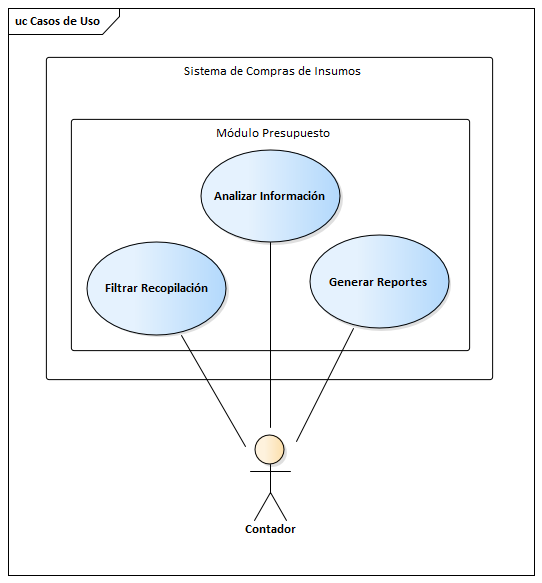 uc Casos de Uso
Sistema de Compras de Insumos
Módulo Presupuesto
Analizar Información
Filtrar Recopilación
Generar Reportes
Contador